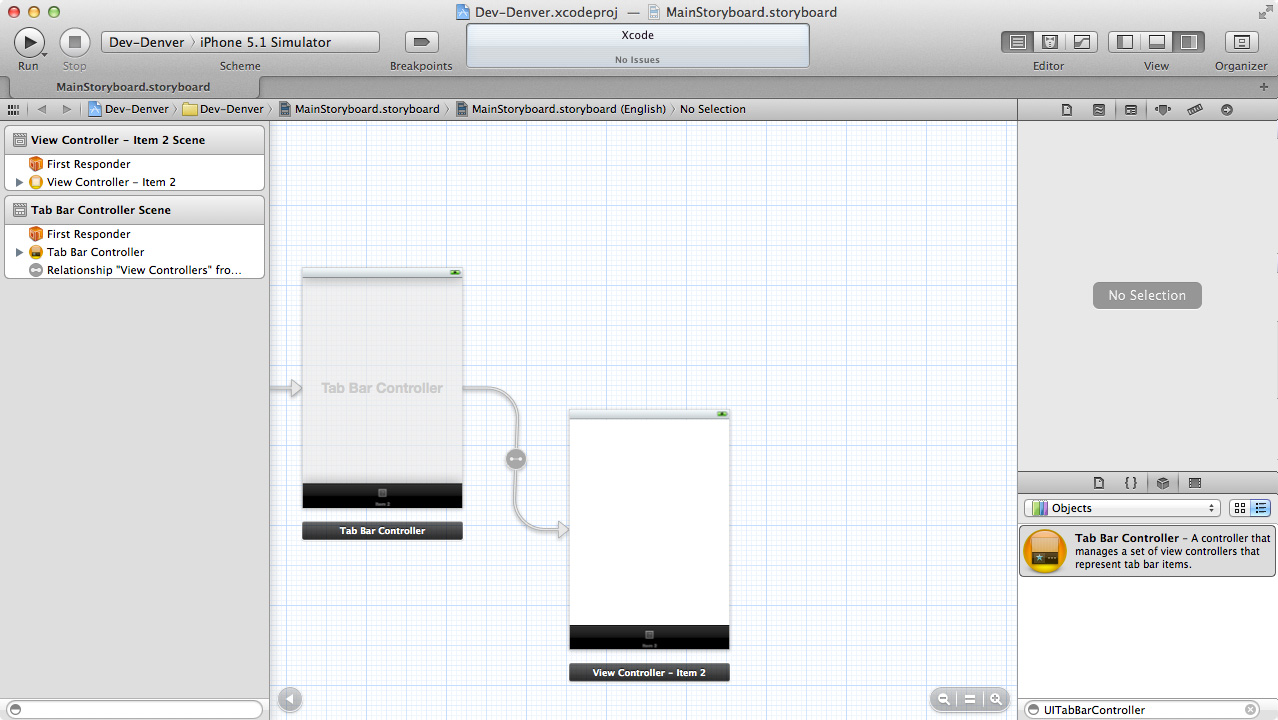 Dev-Denver.xcodeproj — MainStoryboard.storyboard
Run
Stop
Dev-Denver
iPhone 5.1 Simulator
Scheme
Breakpoints
Xcode
No Issues
Editor
View
Organizer
MainStoryboard.storyboard
Dev-Denver
Dev-Denver
MainStoryboard.storyboard
MainStoryboard.storyboard (English)
No Selection
View Controller – Item 2 Scene
First Responder
View Controller – Item 2
Tab Bar Controller Scene
First Responder
Tab Bar Controller
Relationship "View Controllers" fro...
Tab Bar Controller
Item 2
Tab Bar Controller
Item 2
View Controller – Item 2
No Selection
Objects
Tab Bar Controller – A controller that
manages a set of view controllers that
represent tab bar items.
UITabBarController